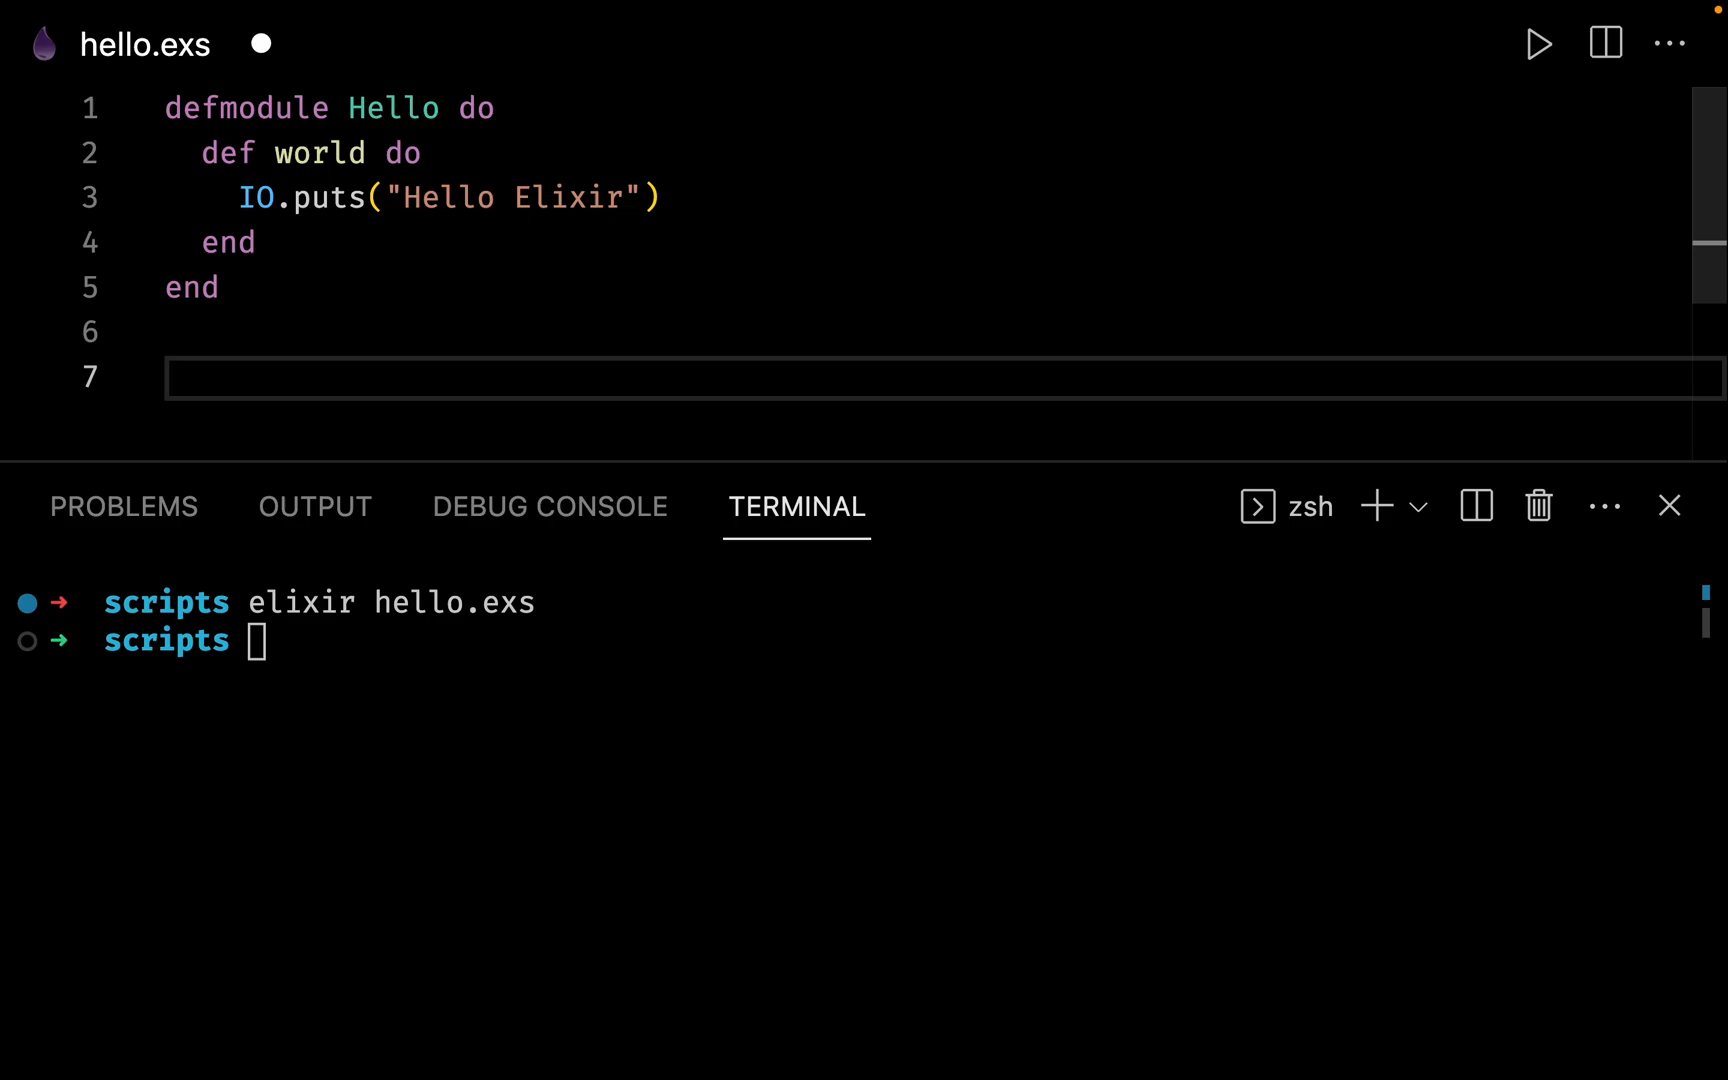 hello.exs
1 defmodule Hello do
2 def world do
3 IO.puts("Hello Elixir")
4 end
5 end
6
7
PROBLEMS OUTPUT DEBUG CONSOLE TERMINAL zsh
scripts elixir hello.exs
scripts